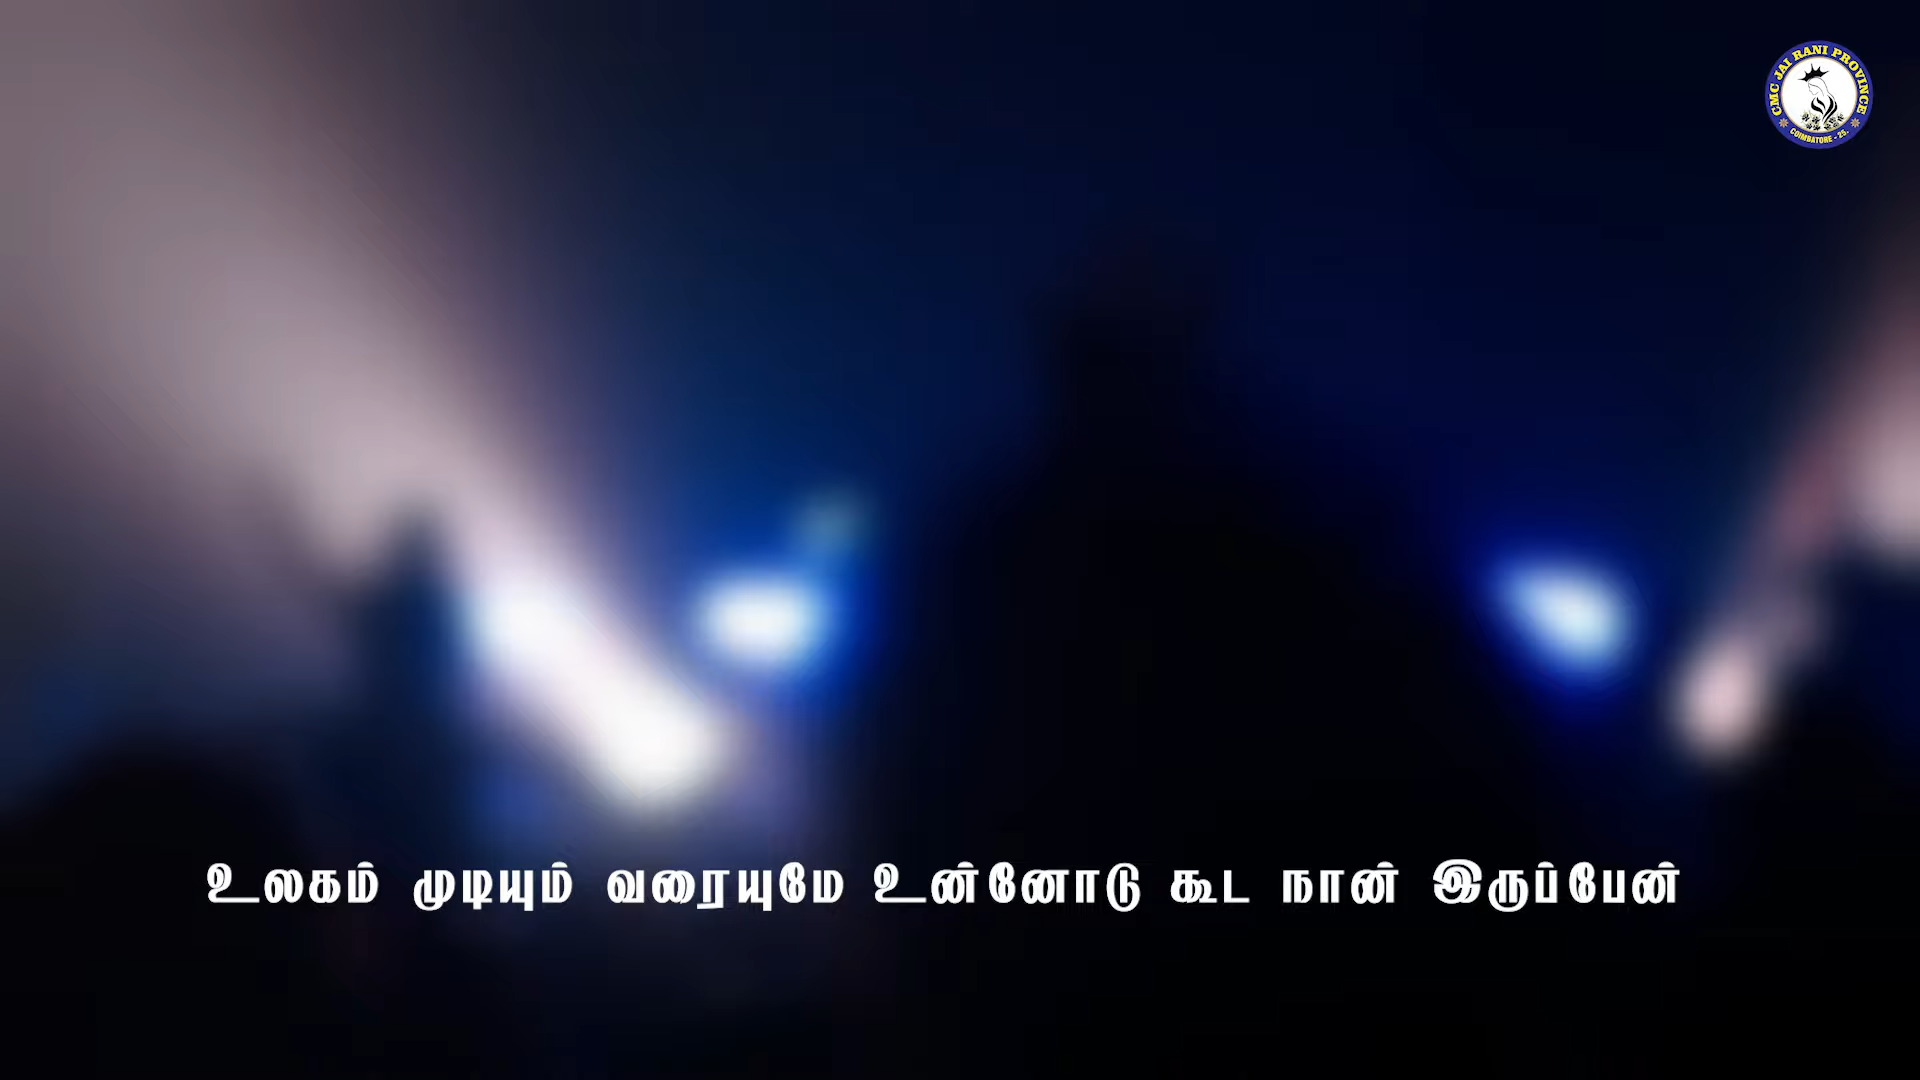 CMC JAI RANI PROVINCE
COIMBATORE - 25.
உலகம் முடியும் வரையுமே உன்னோடு கூட நான் இருப்பேன்